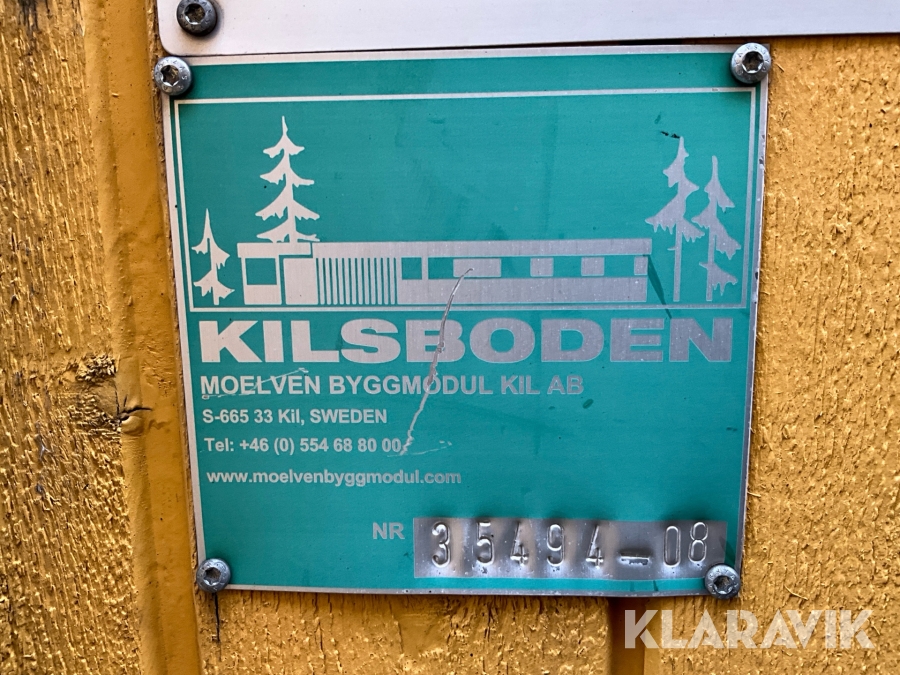 KILSBODEN
MOELVEN BYGGMODUL KIL AB
S-665 33 Kil, SWEDEN
Tel: +46 (0) 554 68 80 00
www.moelvenbyggmodul.com
NR 35494-08
KLARAVIK